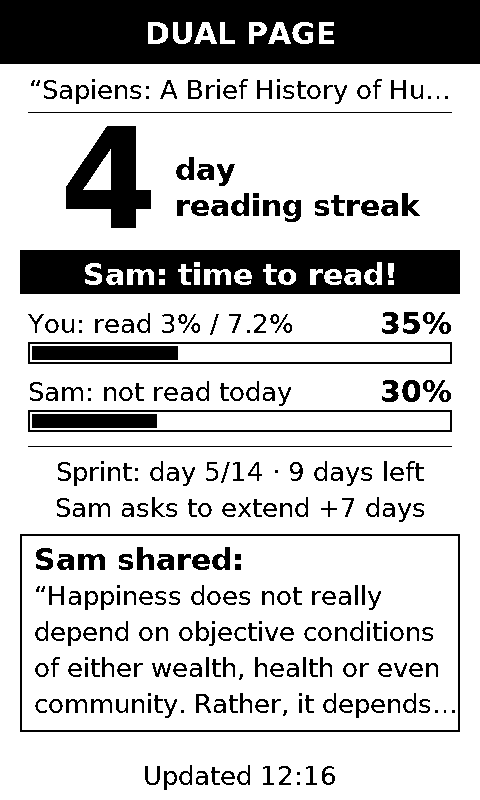 DUAL PAGE
“Sapiens: A Brief History of Hu...
4 day
reading streak
Sam: time to read!
You: read 3% / 7.2% 35%
Sam: not read today 30%
Sprint: day 5/14 · 9 days left
Sam asks to extend +7 days
Sam shared:
“Happiness does not really
depend on objective conditions
of either wealth, health or even
community. Rather, it depends...
Updated 12:16